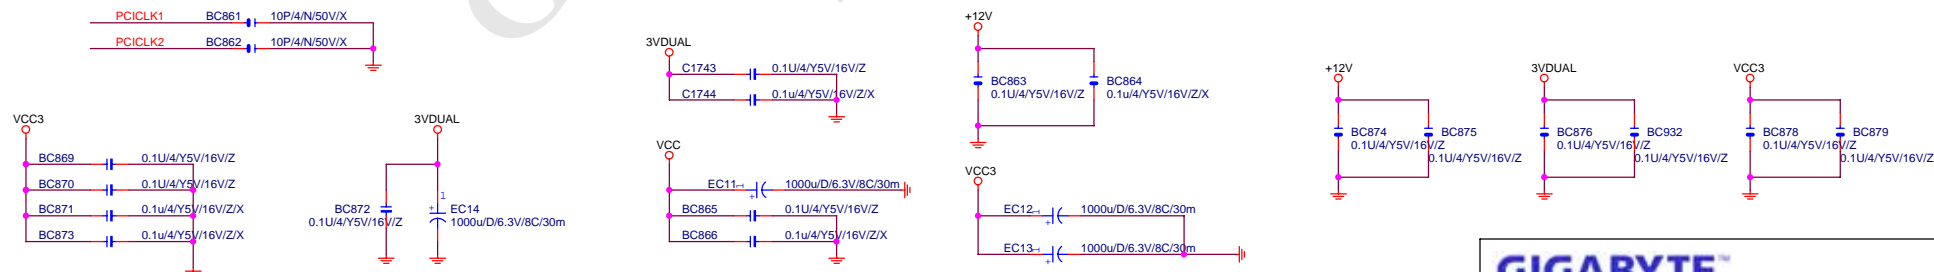 PCICLK1 BC861 10P/4/N/50V/X
PCICLK2 BC862 10P/4/N/50V/X
VCC3
BC869 0.1U/4/Y5V/16V/Z
BC870 0.1U/4/Y5V/16V/Z
BC871 0.1u/4/Y5V/16V/Z/X
BC873 0.1u/4/Y5V/16V/Z/X
3VDUAL
BC872
0.1U/4/Y5V/16V/Z
1
+
EC14
1000u/D/6.3V/8C/30m
3VDUAL
C1743 0.1U/4/Y5V/16V/Z
C1744 0.1u/4/Y5V/16V/Z/X
VCC
EC11 1 + 1000u/D/6.3V/8C/30m
BC865 0.1U/4/Y5V/16V/Z
BC866 0.1u/4/Y5V/16V/Z/X
+12V
BC863
0.1U/4/Y5V/16V/Z
BC864
0.1u/4/Y5V/16V/Z/X
VCC3
EC12 1 + 1000u/D/6.3V/8C/30m
EC13 1 + 1000u/D/6.3V/8C/30m
+12V
BC874
0.1U/4/Y5V/16V/Z
BC875
0.1U/4/Y5V/16V/Z
3VDUAL
BC876
0.1U/4/Y5V/16V/Z
BC932
0.1U/4/Y5V/16V/Z
VCC3
BC878
0.1U/4/Y5V/16V/Z
BC879
0.1U/4/Y5V/16V/Z
GIGABYTE™